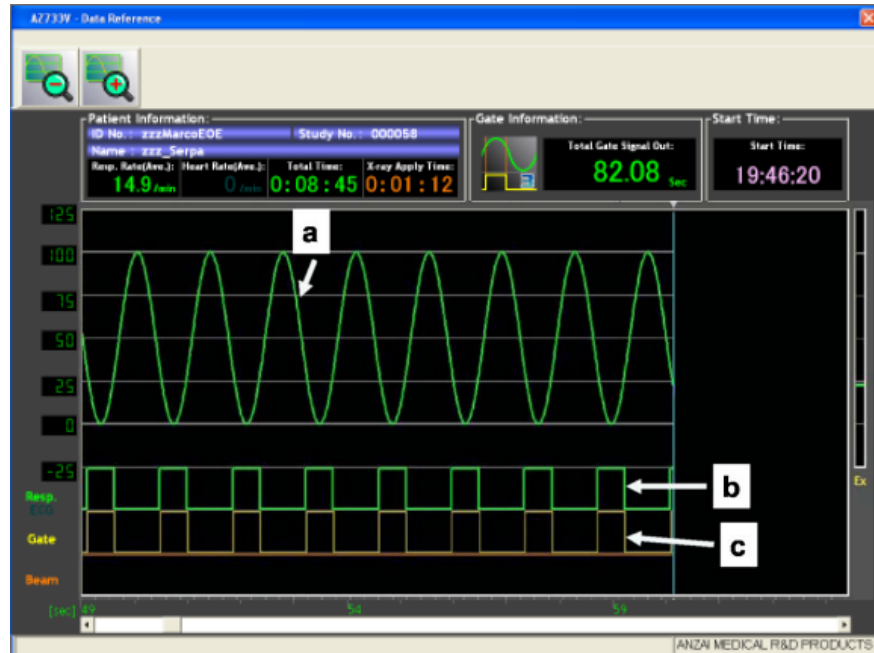 AZ733V - Data Reference
Patient Information:
ID No.: zzzMarcoEOE Study No.: 000058
Name : zzz_Serpa
Resp. Rate(Ave.): Heart Rate(Ave.): Total Time: X-ray Apply Time:
14.9 /min 0 /min 0:08:45 0:01:12
Gate Information:
Total Gate Signal Out:
82.08 Sec
Start Time:
Start Time:
19:46:20
125
100
75
50
25
0
-25
a
b
c
Resp.
ECG
Gate
Beam
Ex
[sec] 49 54 59
ANZAI MEDICAL R&D PRODUCTS